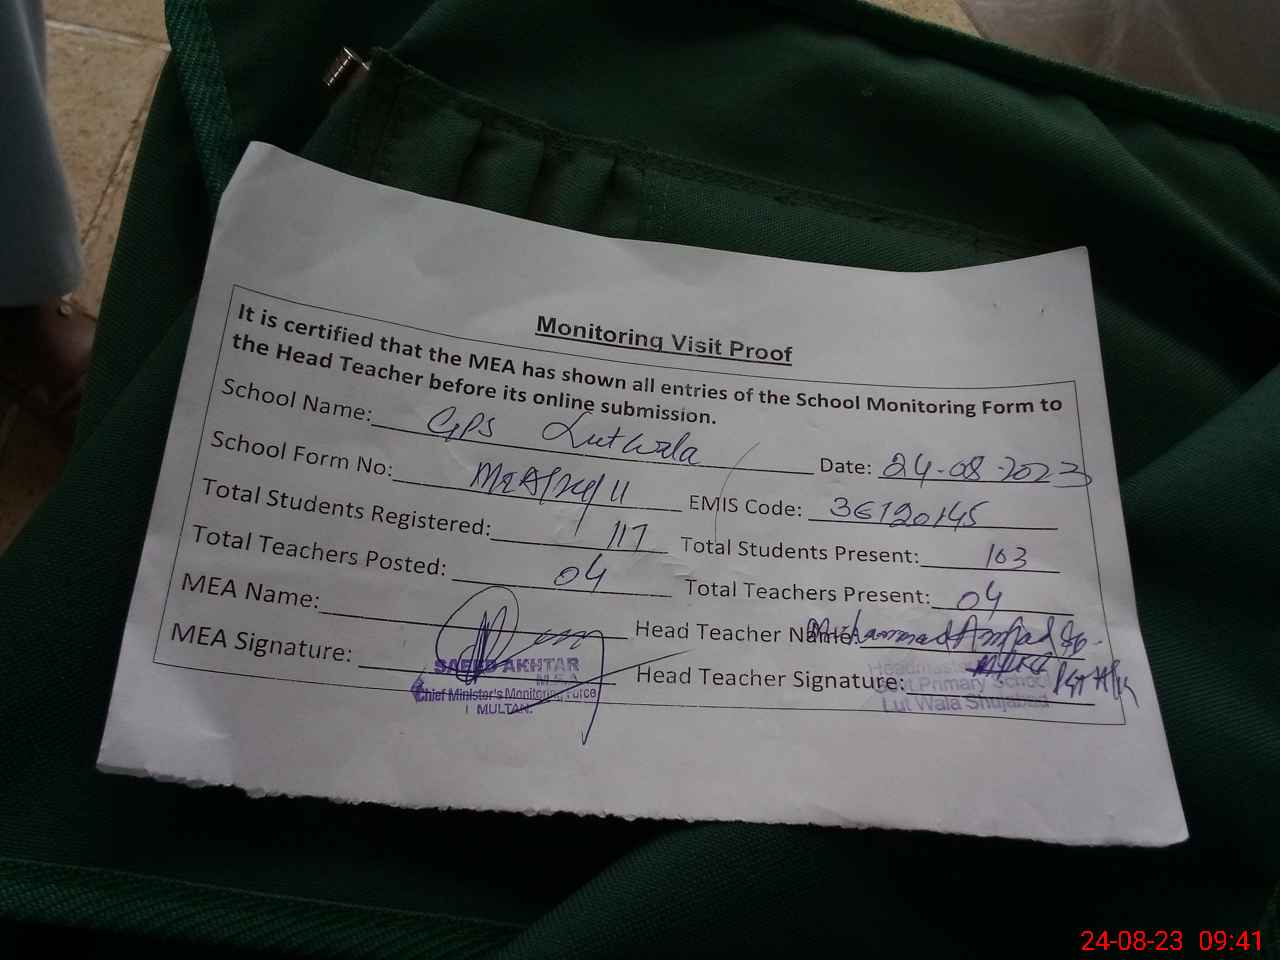 Monitoring Visit Proof
It is certified that the MEA has shown all entries of the School Monitoring Form to
the Head Teacher before its online submission.
School Name: GPS Lutwala Date: 24-08-2023
School Form No: EMIS Code: 36120145
Total Students Registered: 117 Total Students Present: 103
Total Teachers Posted: 04 Total Teachers Present: 04
MEA Name: Head Teacher Name: Muhammad Amjad
MEA Signature: Head Teacher Signature:
SAEED AKHTAR
M.E.A
Chief Minister's Monitoring Force
MULTAN.
Headmaster
Govt Primary School
Lut Wala Shujabad
24-08-23 09:41